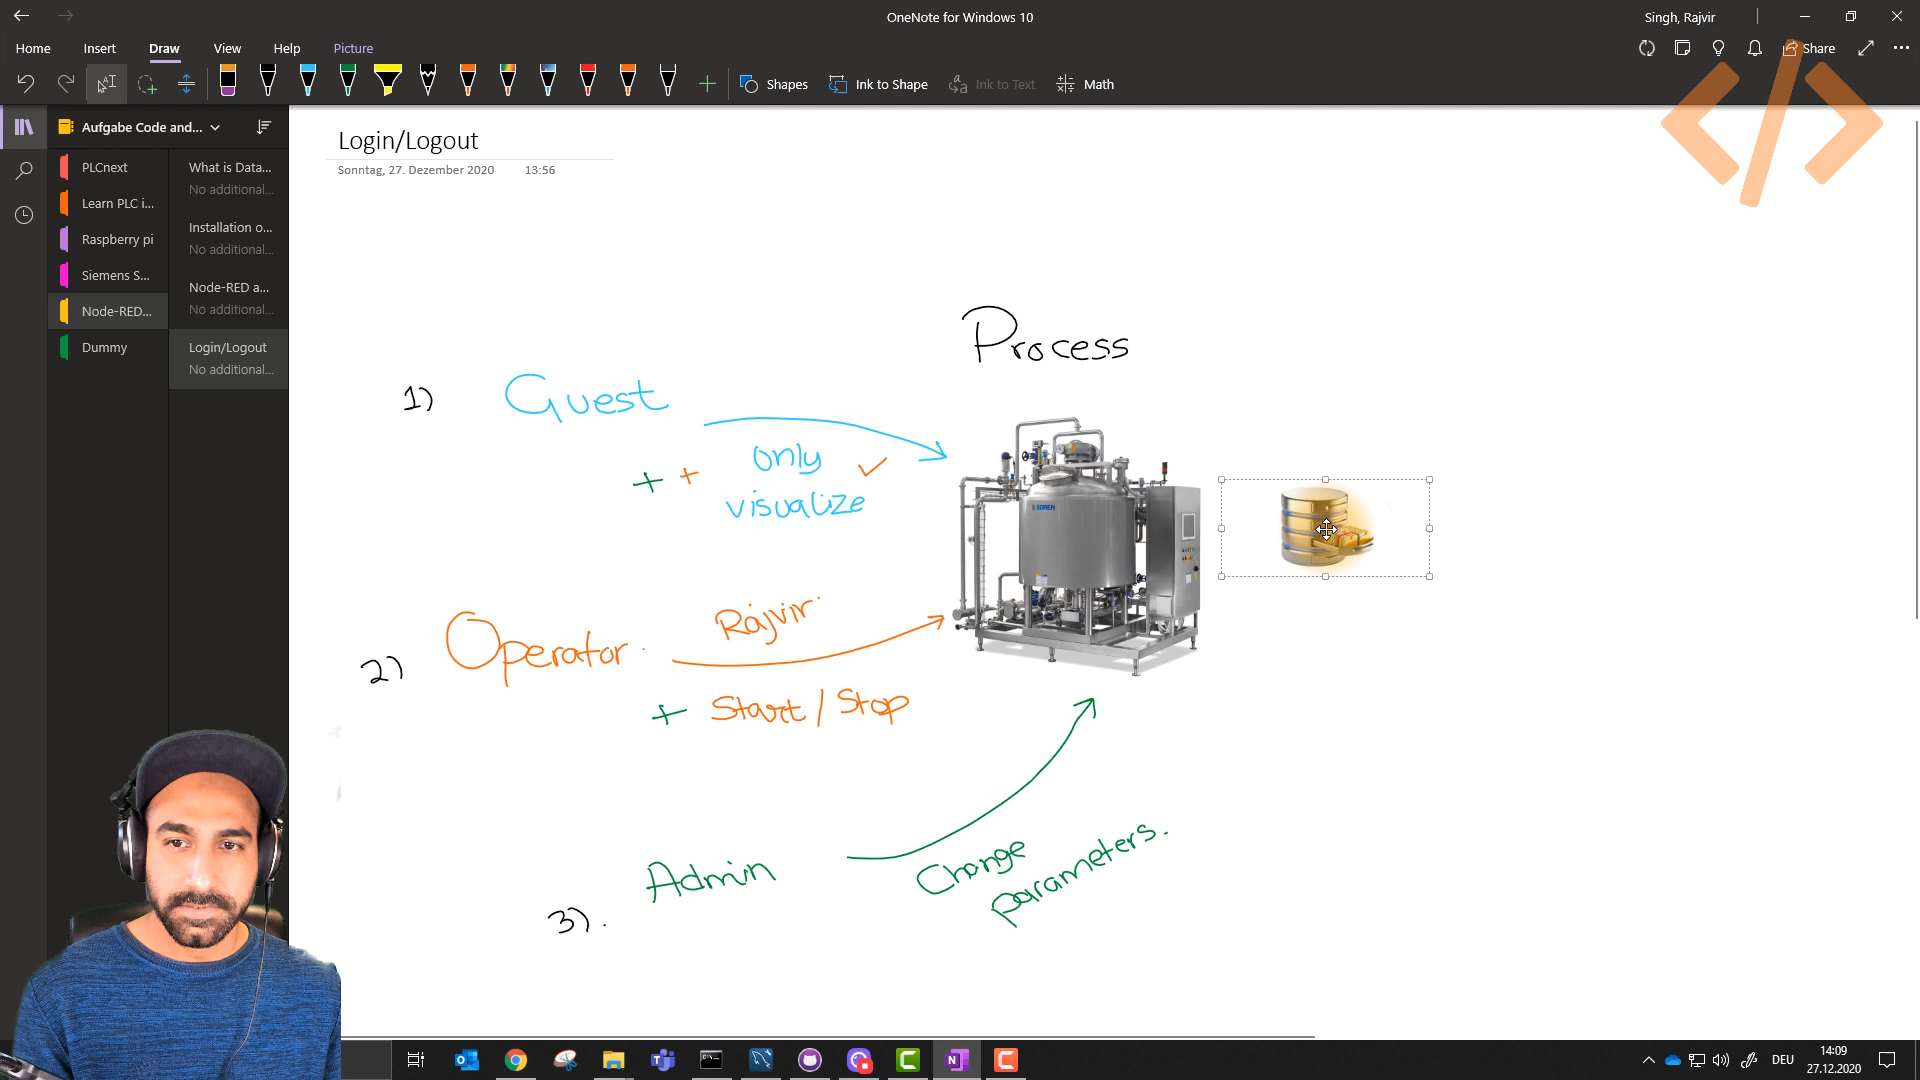 OneNote for Windows 10
Singh, Rajvir
Home
Insert
Draw
View
Help
Picture
Share
Shapes
Ink to Shape
Ink to Text
Math
Aufgabe Code and...
PLCnext
Learn PLC i...
Raspberry pi
Siemens S...
Node-RED...
Dummy
What is Data...
No additional...
Installation o...
No additional...
Node-RED a...
No additional...
Login/Logout
No additional...
Login/Logout
Sonntag, 27. Dezember 2020 13:56
Process
1) Guest
+ + only ✓
visualize
SOREN
2) Operator
Rajvir
+ Start / Stop
3). Admin
Change
parameters.
DEU
14:09
27.12.2020